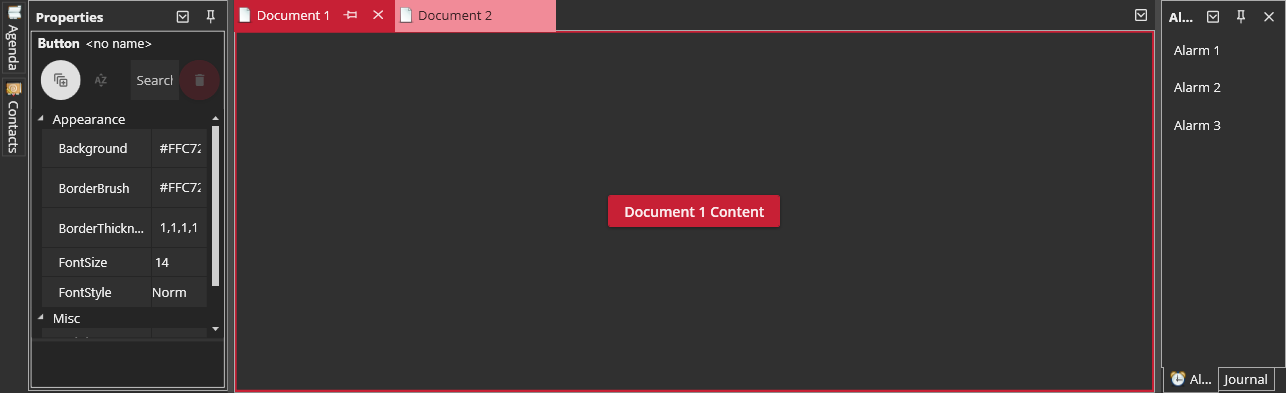 Agenda
Contacts
Properties
Button <no name>
AZ
Search
Appearance
Background #FFC72
BorderBrush #FFC72
BorderThickn... 1,1,1,1
FontSize 14
FontStyle Norm
Misc
Document 1
Document 2
Document 1 Content
Al...
Alarm 1
Alarm 2
Alarm 3
Al...
Journal